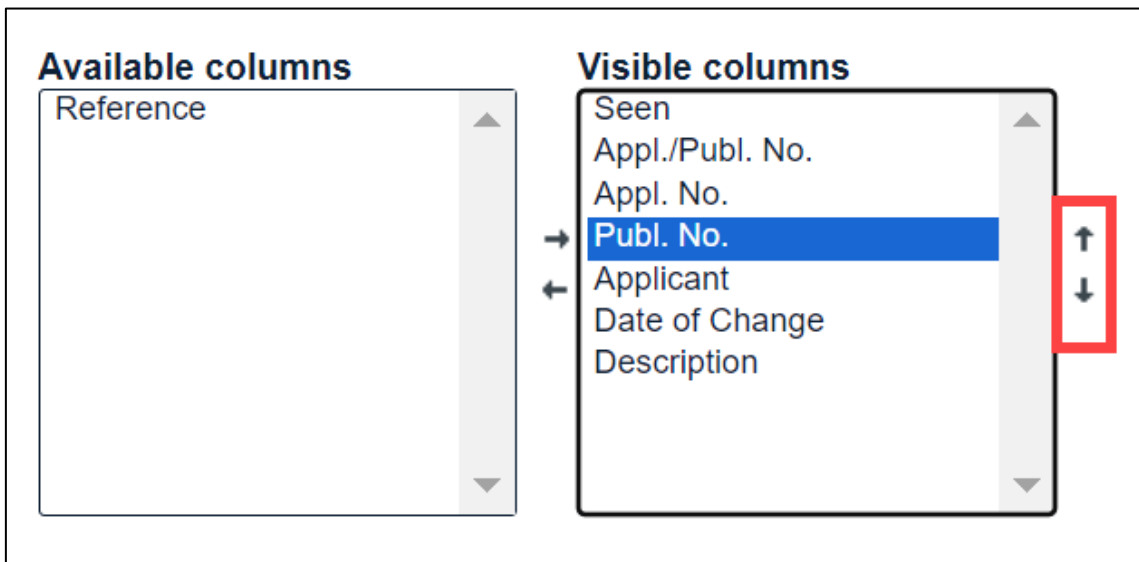 Available columns
Reference
Visible columns
Seen
Appl./Publ. No.
Appl. No.
Publ. No.
Applicant
Date of Change
Description